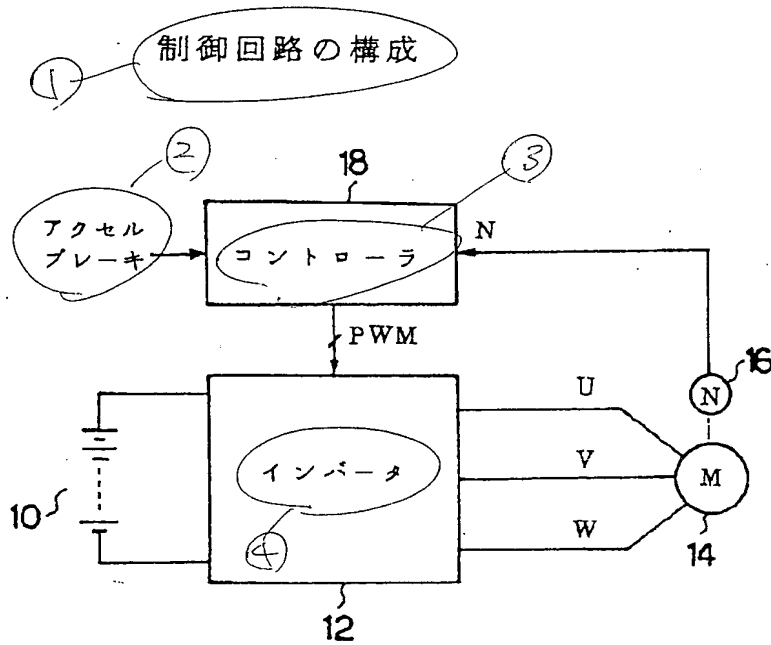 制御回路の構成
①
②
アクセル
ブレーキ
18
③
コントローラ
N
PWM
16
N
U
V
W
M
14
インバータ
④
10
12